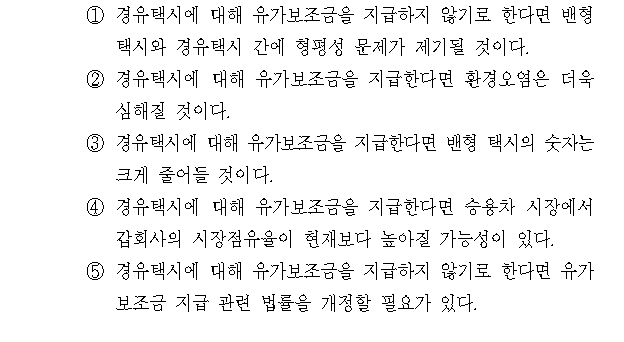 ① 경유택시에 대해 유가보조금을 지급하지 않기로 한다면 밴형
택시와 경유택시 간에 형평성 문제가 제기될 것이다.
② 경유택시에 대해 유가보조금을 지급한다면 환경오염은 더욱
심해질 것이다.
③ 경유택시에 대해 유가보조금을 지급한다면 밴형 택시의 숫자는
크게 줄어들 것이다.
④ 경유택시에 대해 유가보조금을 지급한다면 승용차 시장에서
갑회사의 시장점유율이 현재보다 높아질 가능성이 있다.
⑤ 경유택시에 대해 유가보조금을 지급하지 않기로 한다면 유가
보조금 지급 관련 법률을 개정할 필요가 있다.